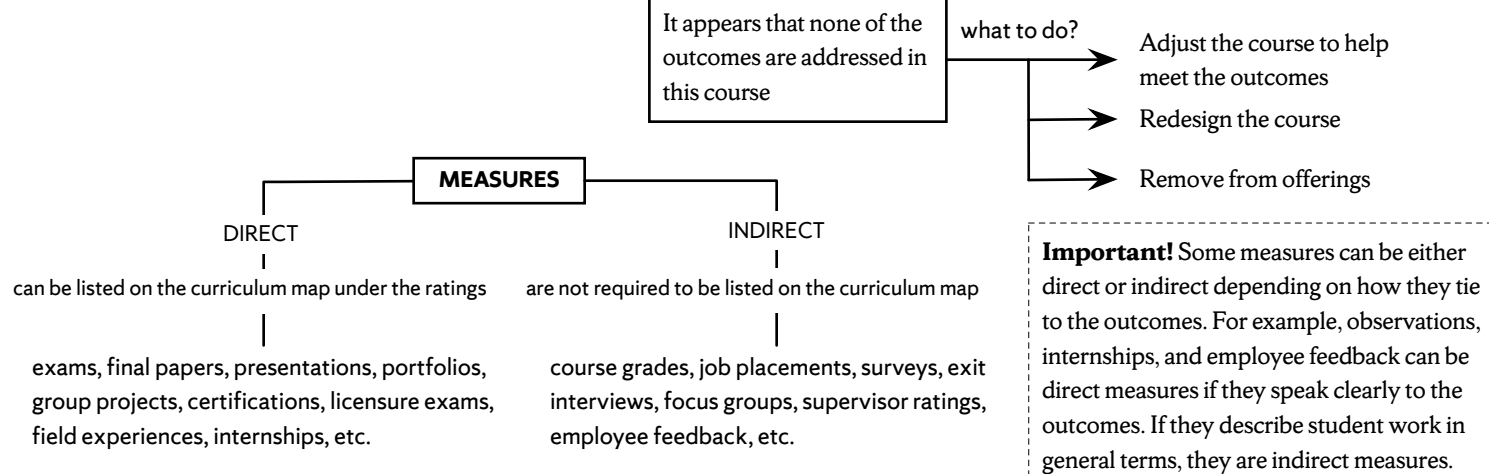 It appears that none of the
outcomes are addressed in
this course
what to do?
Adjust the course to help
meet the outcomes
Redesign the course
Remove from offerings
MEASURES
DIRECT
can be listed on the curriculum map under the ratings
exams, final papers, presentations, portfolios,
group projects, certifications, licensure exams,
field experiences, internships, etc.
INDIRECT
are not required to be listed on the curriculum map
course grades, job placements, surveys, exit
interviews, focus groups, supervisor ratings,
employee feedback, etc.
Important! Some measures can be either
direct or indirect depending on how they tie
to the outcomes. For example, observations,
internships, and employee feedback can be
direct measures if they speak clearly to the
outcomes. If they describe student work in
general terms, they are indirect measures.